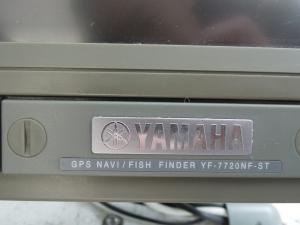 YAMAHA
GPS NAVI/FISH FINDER YF-7720NF-ST